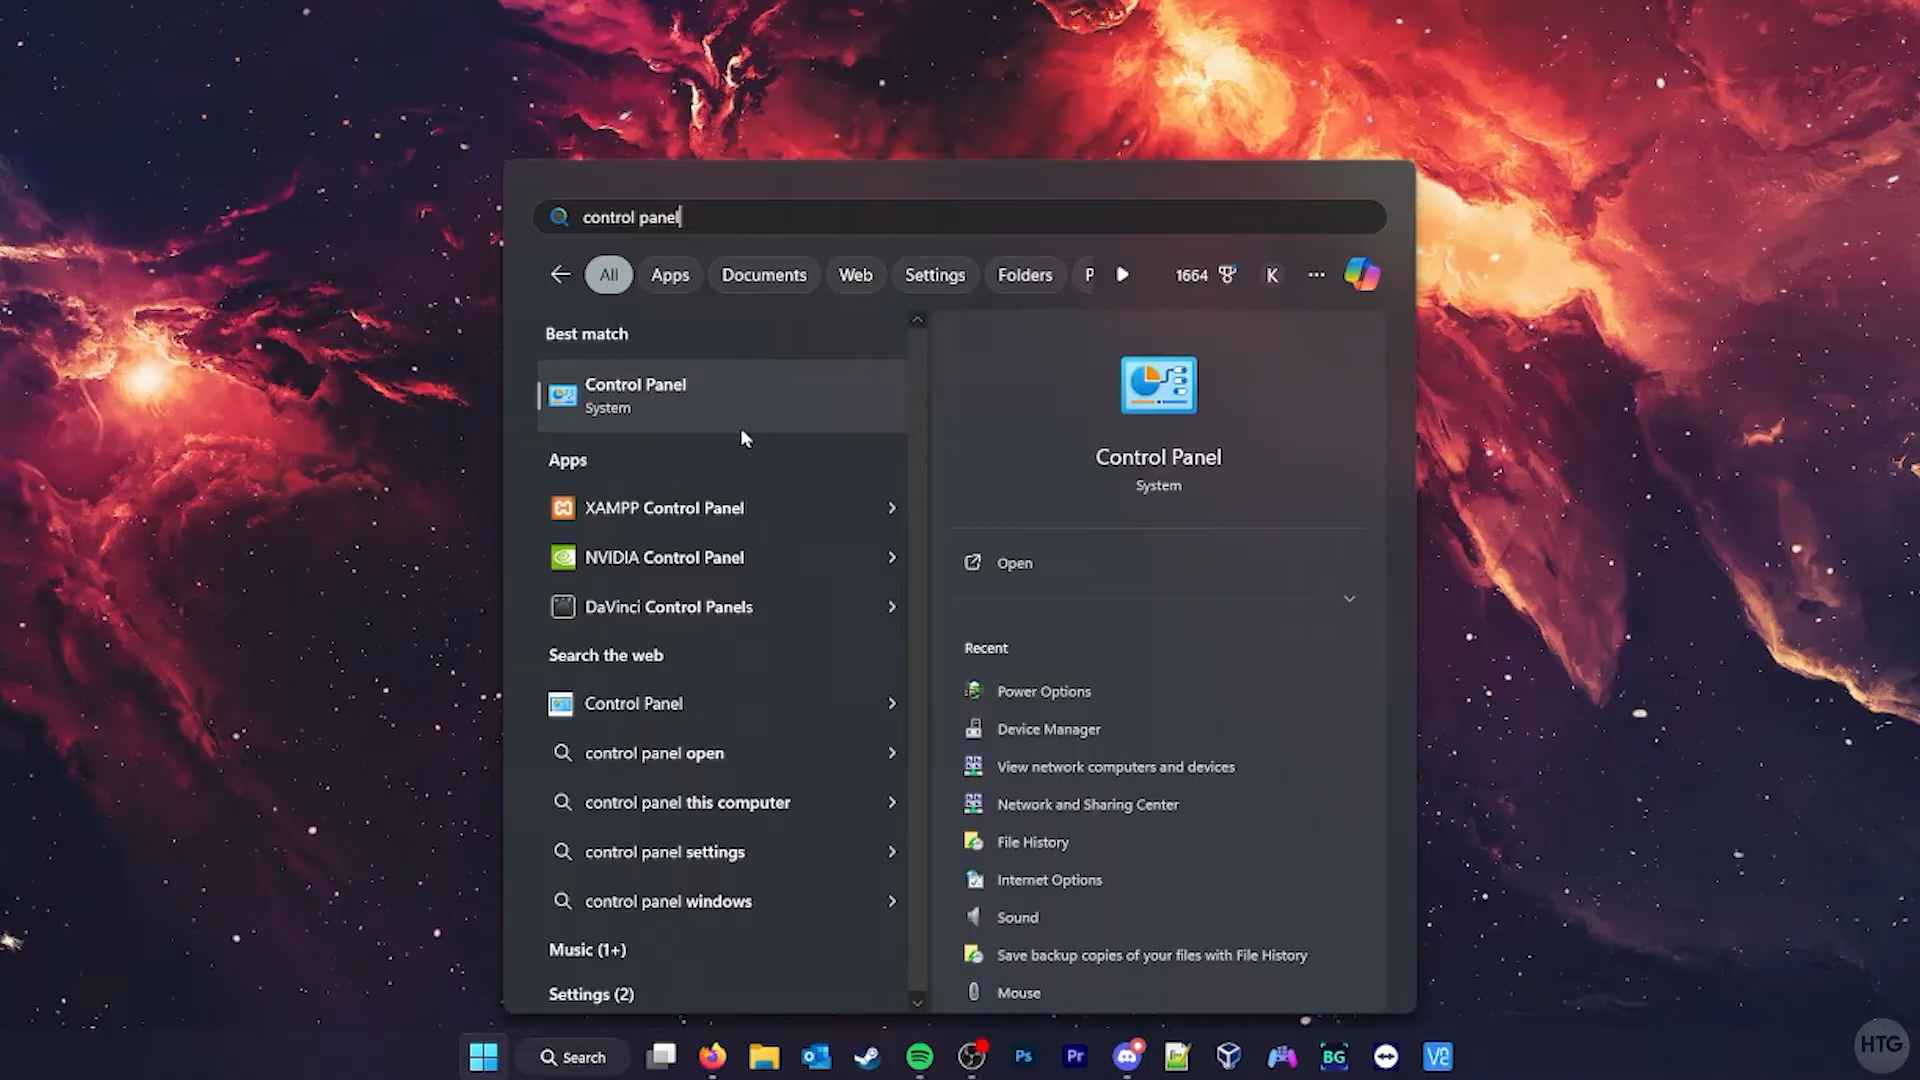 control panel
All
Apps
Documents
Web
Settings
Folders
P
1664
K
Best match
Control Panel
System
Apps
XAMPP Control Panel
NVIDIA Control Panel
DaVinci Control Panels
Search the web
Control Panel
control panel open
control panel this computer
control panel settings
control panel windows
Music (1+)
Settings (2)
Control Panel
System
Open
Recent
Power Options
Device Manager
View network computers and devices
Network and Sharing Center
File History
Internet Options
Sound
Save backup copies of your files with File History
Mouse
Search
Ps
Pr
BG
HTG